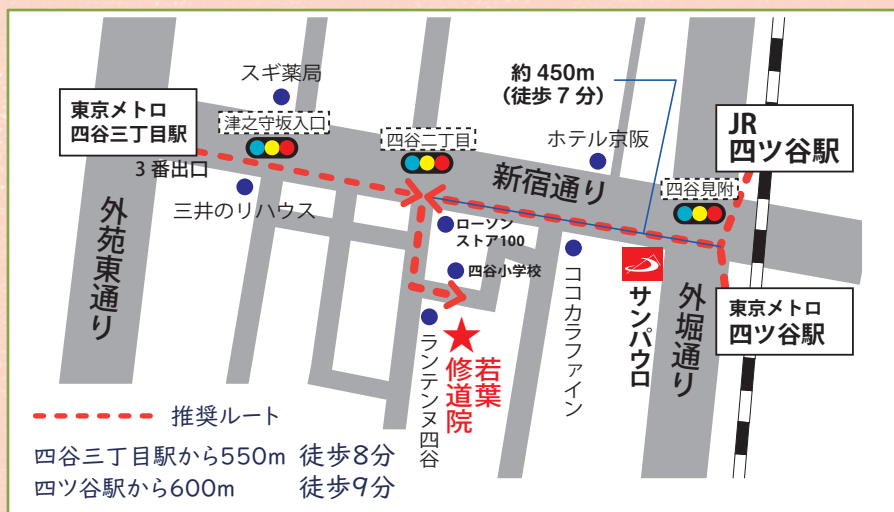 スギ薬局
東京メトロ
四谷三丁目駅
津之守坂入口
3番出口
三井のリハウス
外苑東通り
四谷二丁目
約450m
（徒歩7分）
ホテル京阪
新宿通り
四谷見附
JR
四ツ谷駅
ローソン
ストア100
四谷小学校
ココカラファイン
サンパウロ
外堀通り
東京メトロ
四ツ谷駅
ランテンヌ四谷
若葉
修道院
推奨ルート
四谷三丁目駅から550m 徒歩8分
四ツ谷駅から600m 徒歩9分